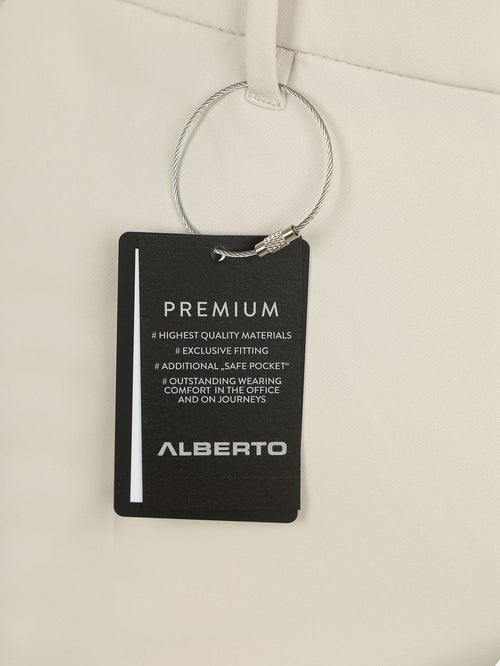 PREMIUM
# HIGHEST QUALITY MATERIALS
# EXCLUSIVE FITTING
# ADDITIONAL „SAFE POCKET“
# OUTSTANDING WEARING
COMFORT IN THE OFFICE
AND ON JOURNEYS
ALBERTO